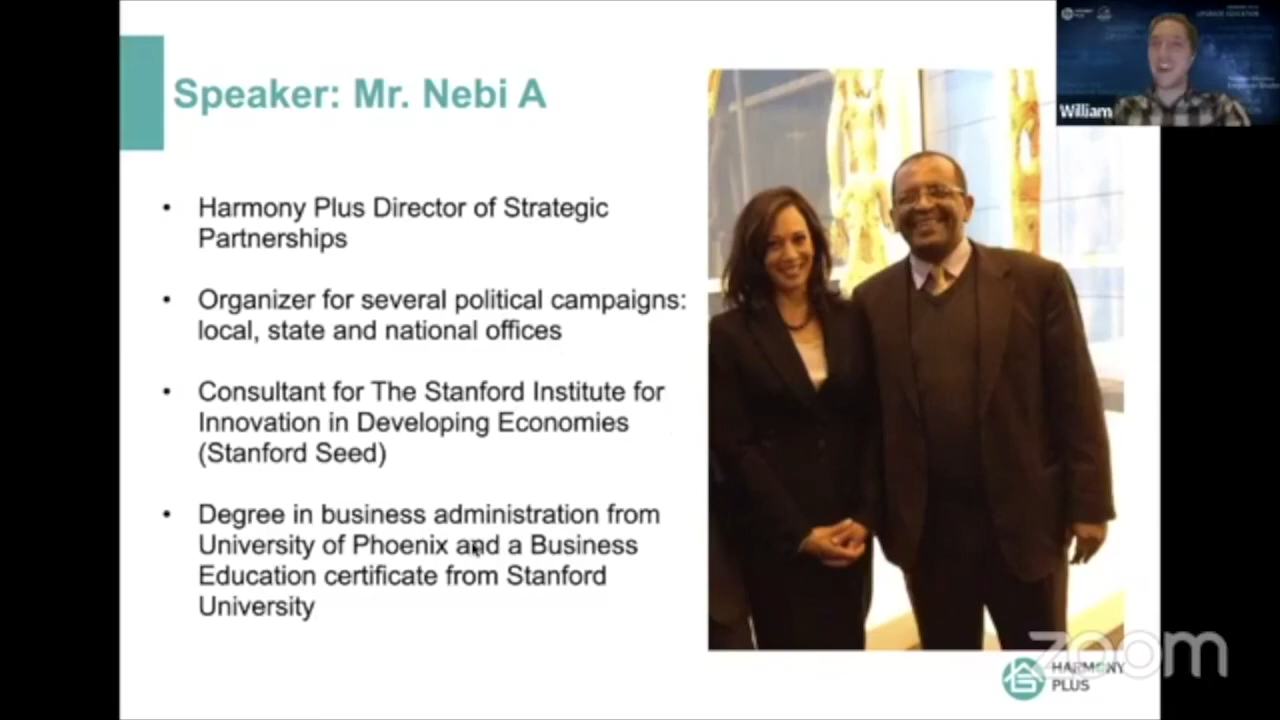 Speaker: Mr. Nebi A
• Harmony Plus Director of Strategic
Partnerships
• Organizer for several political campaigns:
local, state and national offices
• Consultant for The Stanford Institute for
Innovation in Developing Economies
(Stanford Seed)
• Degree in business administration from
University of Phoenix and a Business
Education certificate from Stanford
University
UPGRADE EDUCATION
William
zoom
HARMONY
PLUS